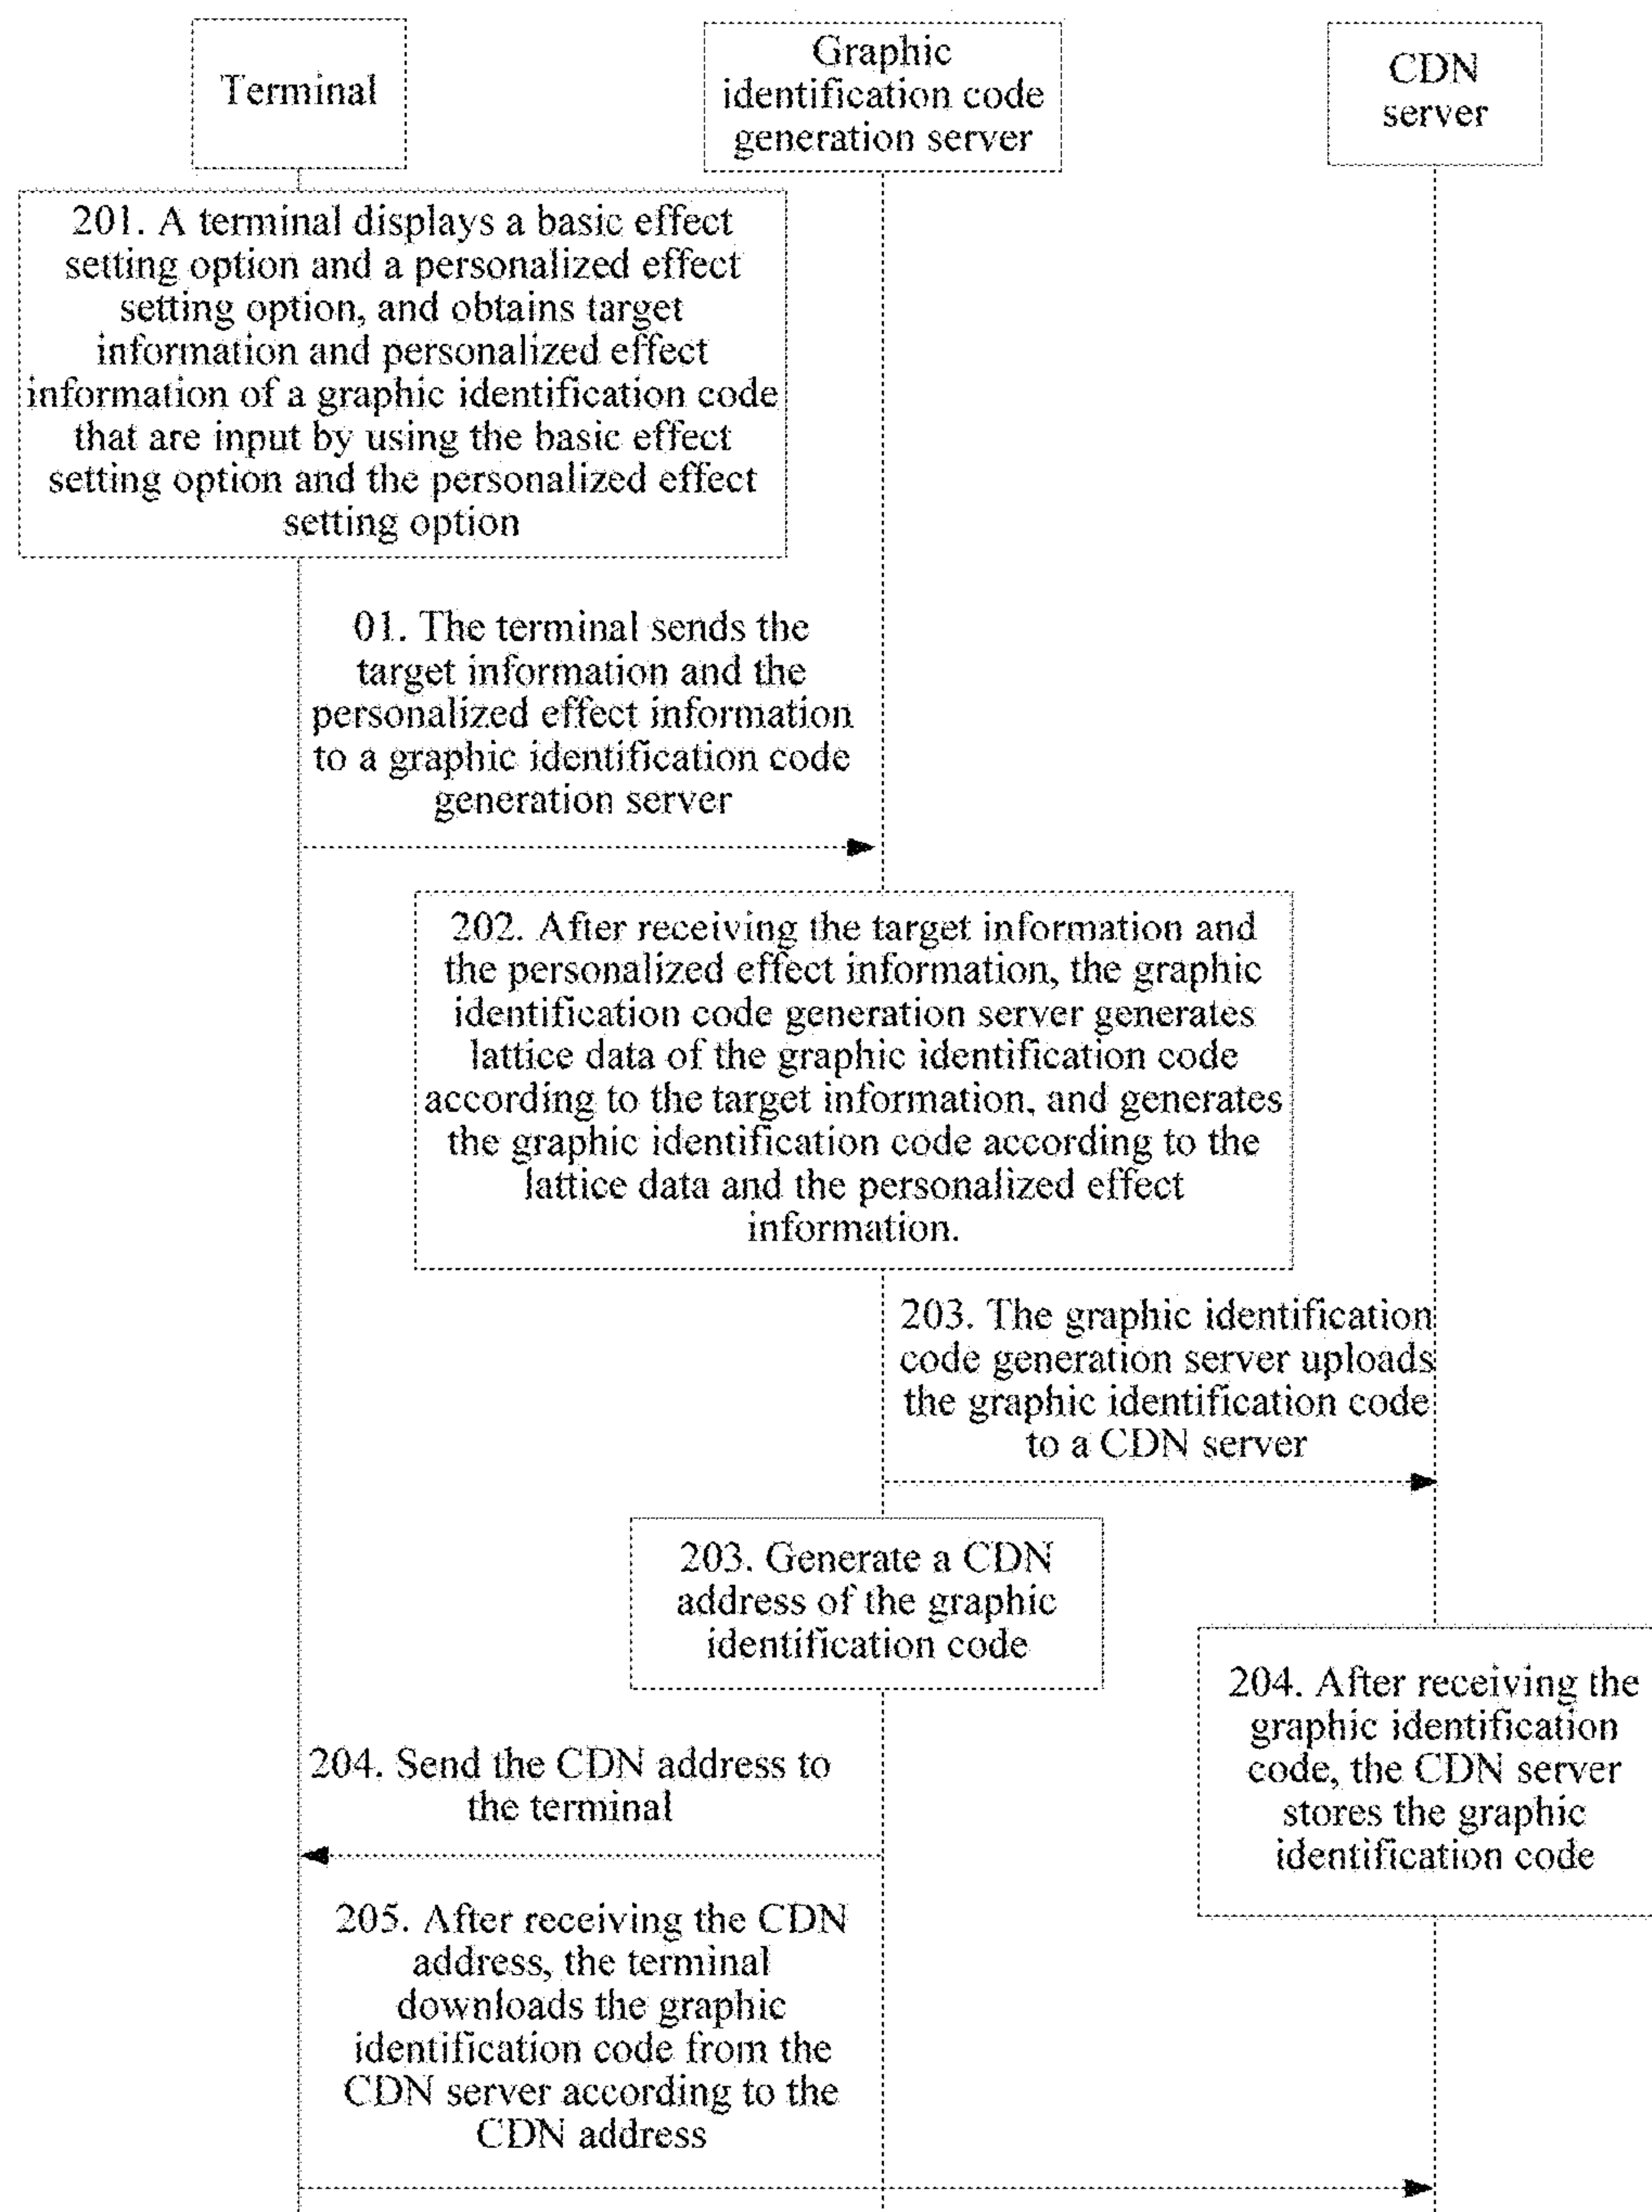 Terminal
Graphic
identification code
generation server
CDN
server
201. A terminal displays a basic effect
setting option and a personalized effect
setting option, and obtains target
information and personalized effect
information of a graphic identification code
that are input by using the basic effect
setting option and the personalized effect
setting option
01. The terminal sends the
target information and the
personalized effect information
to a graphic identification code
generation server
202. After receiving the target information and
the personalized effect information, the graphic
identification code generation server generates
lattice data of the graphic identification code
according to the target information, and generates
the graphic identification code according to the
lattice data and the personalized effect
information.
203. The graphic identification
code generation server uploads
the graphic identification code
to a CDN server
203. Generate a CDN
address of the graphic
identification code
204. After receiving the
graphic identification
code, the CDN server
stores the graphic
identification code
204. Send the CDN address to
the terminal
205. After receiving the CDN
address, the terminal
downloads the graphic
identification code from the
CDN server according to the
CDN address